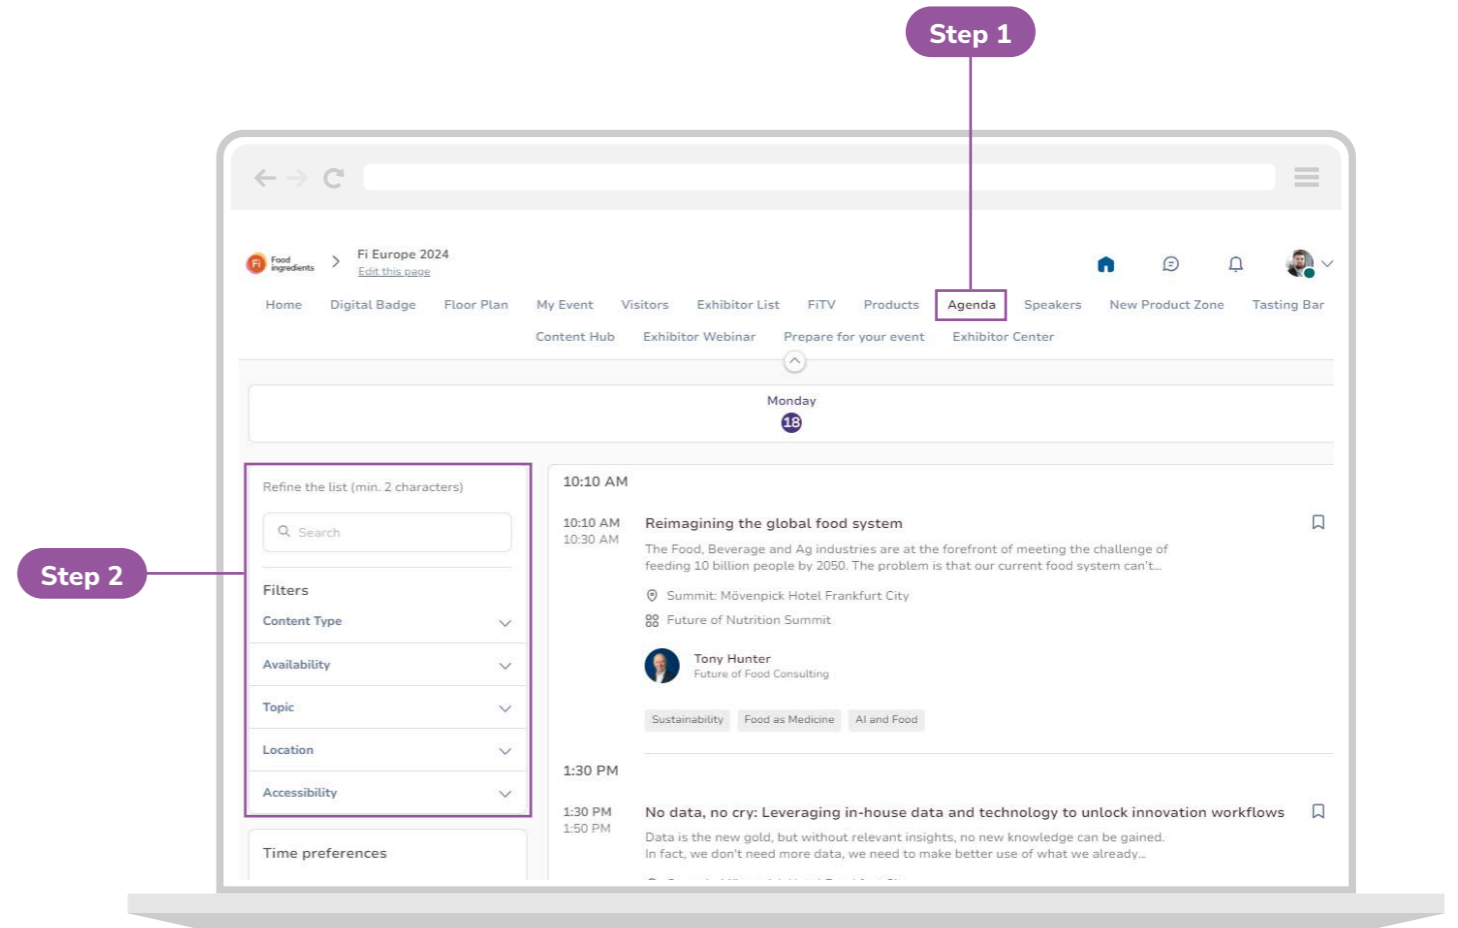 Step 1
Fi Food ingredients
Fi Europe 2024
Edit this page
Home Digital Badge Floor Plan My Event Visitors Exhibitor List FiTV Products Agenda Speakers New Product Zone Tasting Bar
Content Hub Exhibitor Webinar Prepare for your event Exhibitor Center
Monday
18
Step 2
Refine the list (min. 2 characters)
Search
Filters
Content Type
Availability
Topic
Location
Accessibility
Time preferences
10:10 AM
10:10 AM
10:30 AM
Reimagining the global food system
The Food, Beverage and Ag industries are at the forefront of meeting the challenge of
feeding 10 billion people by 2050. The problem is that our current food system can't...
Summit: Mövenpick Hotel Frankfurt City
Future of Nutrition Summit
Tony Hunter
Future of Food Consulting
Sustainability Food as Medicine AI and Food
1:30 PM
1:30 PM
1:50 PM
No data, no cry: Leveraging in-house data and technology to unlock innovation workflows
Data is the new gold, but without relevant insights, no new knowledge can be gained.
In fact, we don't need more data, we need to make better use of what we already...